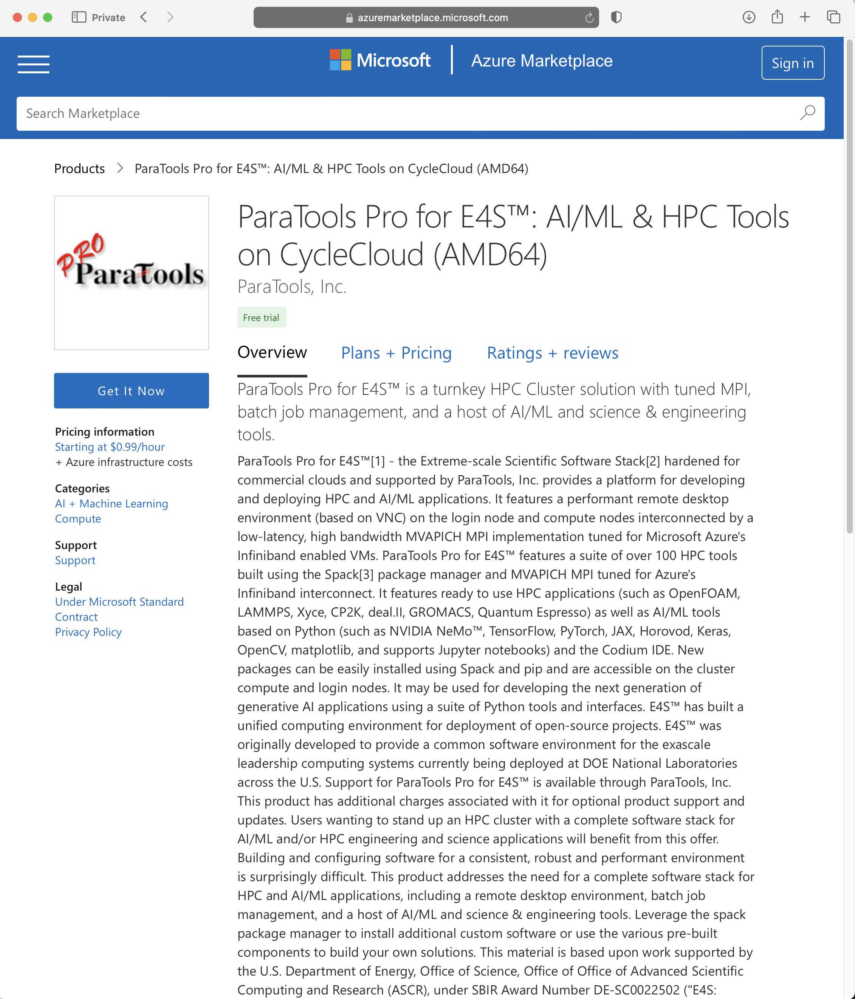 Private
azuremarketplace.microsoft.com
Microsoft
Azure Marketplace
Sign in
Search Marketplace
Products
ParaTools Pro for E4S™: AI/ML & HPC Tools on CycleCloud (AMD64)
PRO
ParaTools
Get It Now
Pricing information
Starting at $0.99/hour
+ Azure infrastructure costs
Categories
AI + Machine Learning
Compute
Support
Support
Legal
Under Microsoft Standard
Contract
Privacy Policy
ParaTools Pro for E4S™: AI/ML & HPC Tools
on CycleCloud (AMD64)
ParaTools, Inc.
Free trial
Overview
Plans + Pricing
Ratings + reviews
ParaTools Pro for E4S™ is a turnkey HPC Cluster solution with tuned MPI,
batch job management, and a host of AI/ML and science & engineering
tools.
ParaTools Pro for E4S™[1] - the Extreme-scale Scientific Software Stack[2] hardened for
commercial clouds and supported by ParaTools, Inc. provides a platform for developing
and deploying HPC and AI/ML applications. It features a performant remote desktop
environment (based on VNC) on the login node and compute nodes interconnected by a
low-latency, high bandwidth MVAPICH MPI implementation tuned for Microsoft Azure's
Infiniband enabled VMs. ParaTools Pro for E4S™ features a suite of over 100 HPC tools
built using the Spack[3] package manager and MVAPICH MPI tuned for Azure's
Infiniband interconnect. It features ready to use HPC applications (such as OpenFOAM,
LAMMPS, Xyce, CP2K, deal.II, GROMACS, Quantum Espresso) as well as AI/ML tools
based on Python (such as NVIDIA NeMo™, TensorFlow, PyTorch, JAX, Horovod, Keras,
OpenCV, matplotlib, and supports Jupyter notebooks) and the Codium IDE. New
packages can be easily installed using Spack and pip and are accessible on the cluster
compute and login nodes. It may be used for developing the next generation of
generative AI applications using a suite of Python tools and interfaces. E4S™ has built a
unified computing environment for deployment of open-source projects. E4S™ was
originally developed to provide a common software environment for the exascale
leadership computing systems currently being deployed at DOE National Laboratories
across the U.S. Support for ParaTools Pro for E4S™ is available through ParaTools, Inc.
This product has additional charges associated with it for optional product support and
updates. Users wanting to stand up an HPC cluster with a complete software stack for
AI/ML and/or HPC engineering and science applications will benefit from this offer.
Building and configuring software for a consistent, robust and performant environment
is surprisingly difficult. This product addresses the need for a complete software stack for
HPC and AI/ML applications, including a remote desktop environment, batch job
management, and a host of AI/ML and science & engineering tools. Leverage the spack
package manager to install additional custom software or use the various pre-built
components to build your own solutions. This material is based upon work supported by
the U.S. Department of Energy, Office of Science, Office of Office of Advanced Scientific
Computing and Research (ASCR), under SBIR Award Number DE-SC0022502 ("E4S: